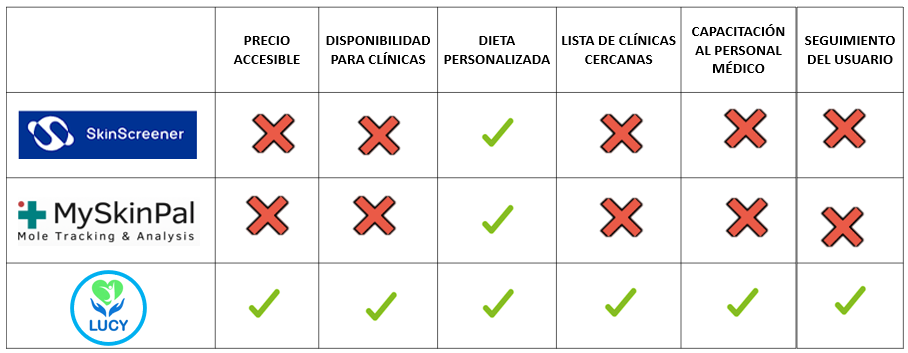 PRECIO
ACCESIBLE
DISPONIBILIDAD
PARA CLÍNICAS
DIETA
PERSONALIZADA
LISTA DE CLÍNICAS
CERCANAS
CAPACITACIÓN
AL PERSONAL
MÉDICO
SEGUIMIENTO
DEL USUARIO
SkinScreener
MySkinPal
Mole Tracking & Analysis
LUCY